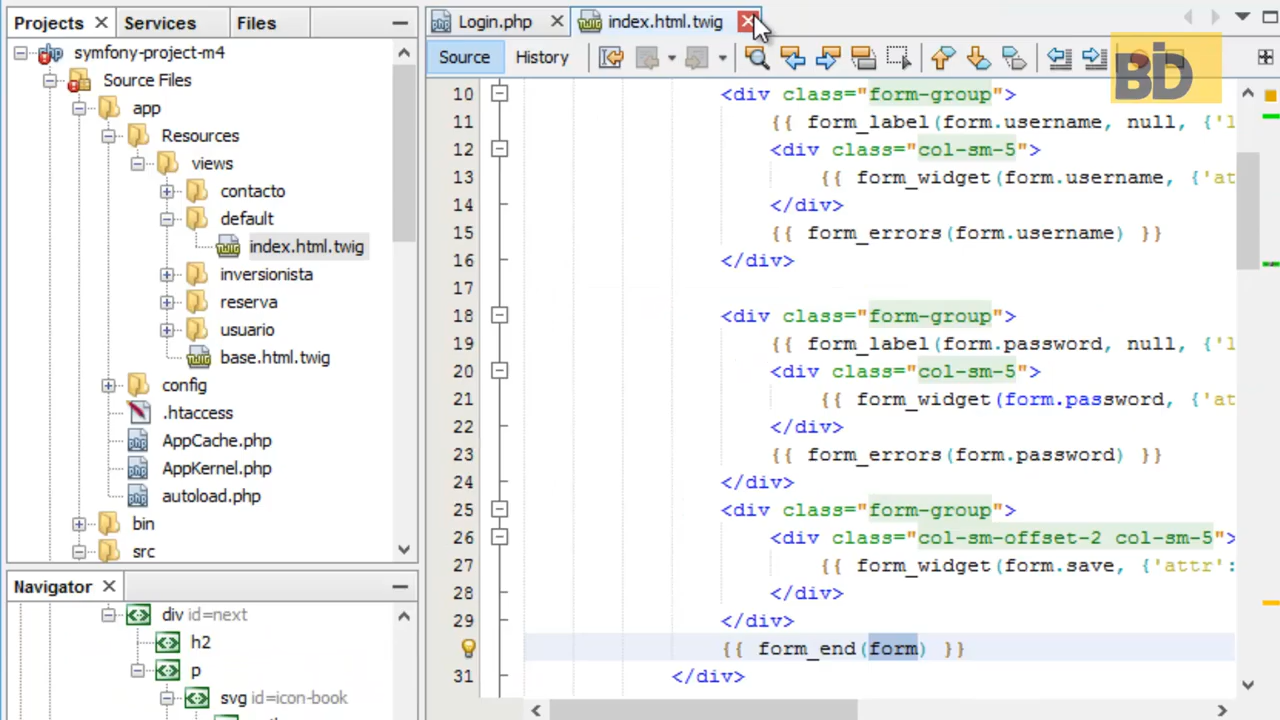 Projects
Services
Files
Login.php
index.html.twig
Source
History
BD
symfony-project-m4
Source Files
app
Resources
views
contacto
default
index.html.twig
inversionista
reserva
usuario
base.html.twig
config
.htaccess
AppCache.php
AppKernel.php
autoload.php
bin
src
Navigator
div id=next
h2
p
svg id=icon-book
10 <div class="form-group">
11 {{ form_label(form.username, null, {'l
12 <div class="col-sm-5">
13 {{ form_widget(form.username, {'at
14 </div>
15 {{ form_errors(form.username) }}
16 </div>
17
18 <div class="form-group">
19 {{ form_label(form.password, null, {'l
20 <div class="col-sm-5">
21 {{ form_widget(form.password, {'at
22 </div>
23 {{ form_errors(form.password) }}
24 </div>
25 <div class="form-group">
26 <div class="col-sm-offset-2 col-sm-5">
27 {{ form_widget(form.save, {'attr':
28 </div>
29 </div>
{{ form_end(form) }}
31 </div>